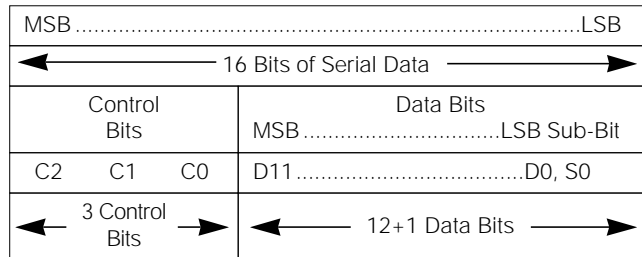 MSB ............................................................................LSB
16 Bits of Serial Data
Control
Bits
Data Bits
MSB ..............................LSB Sub-Bit
C2 C1 C0
D11 ...................................D0, S0
3 Control
Bits
12+1 Data Bits